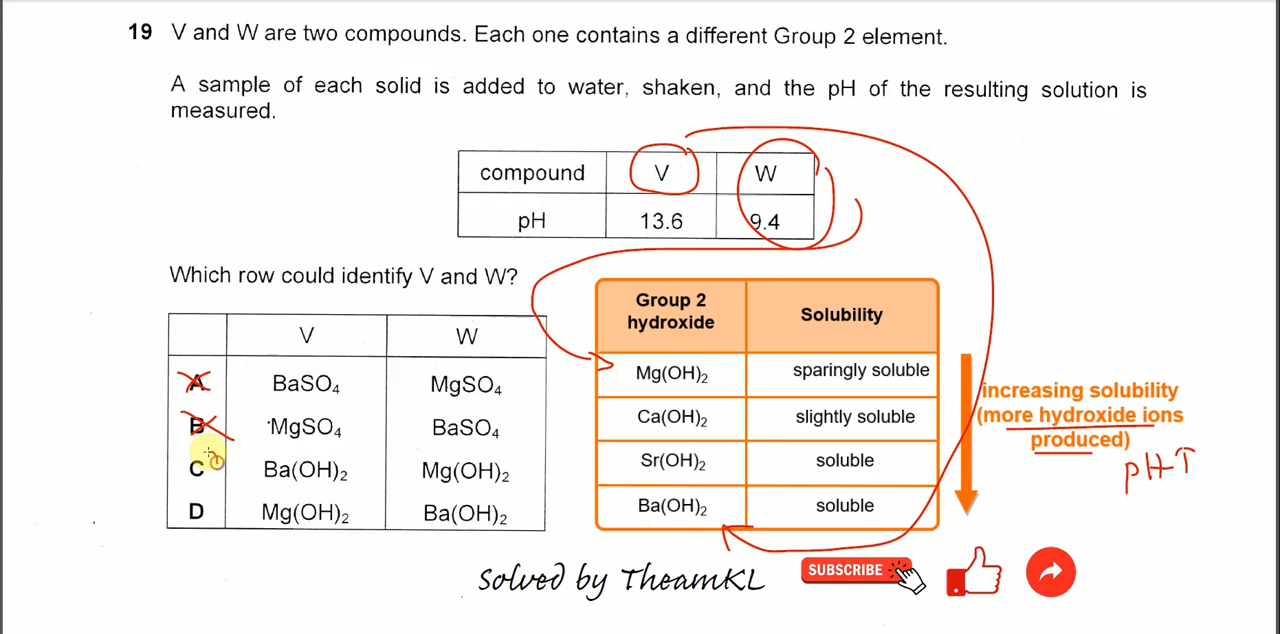 19 V and W are two compounds. Each one contains a different Group 2 element.
A sample of each solid is added to water, shaken, and the pH of the resulting solution is
measured.
compound V W
pH 13.6 9.4
Which row could identify V and W?
V W
A BaSO₄ MgSO₄
B MgSO₄ BaSO₄
C Ba(OH)₂ Mg(OH)₂
D Mg(OH)₂ Ba(OH)₂
Group 2
hydroxide
Solubility
Mg(OH)₂ sparingly soluble
Ca(OH)₂ slightly soluble
Sr(OH)₂ soluble
Ba(OH)₂ soluble
increasing solubility
(more hydroxide ions
produced)
pH↑
Solved by TheamKL
SUBSCRIBE